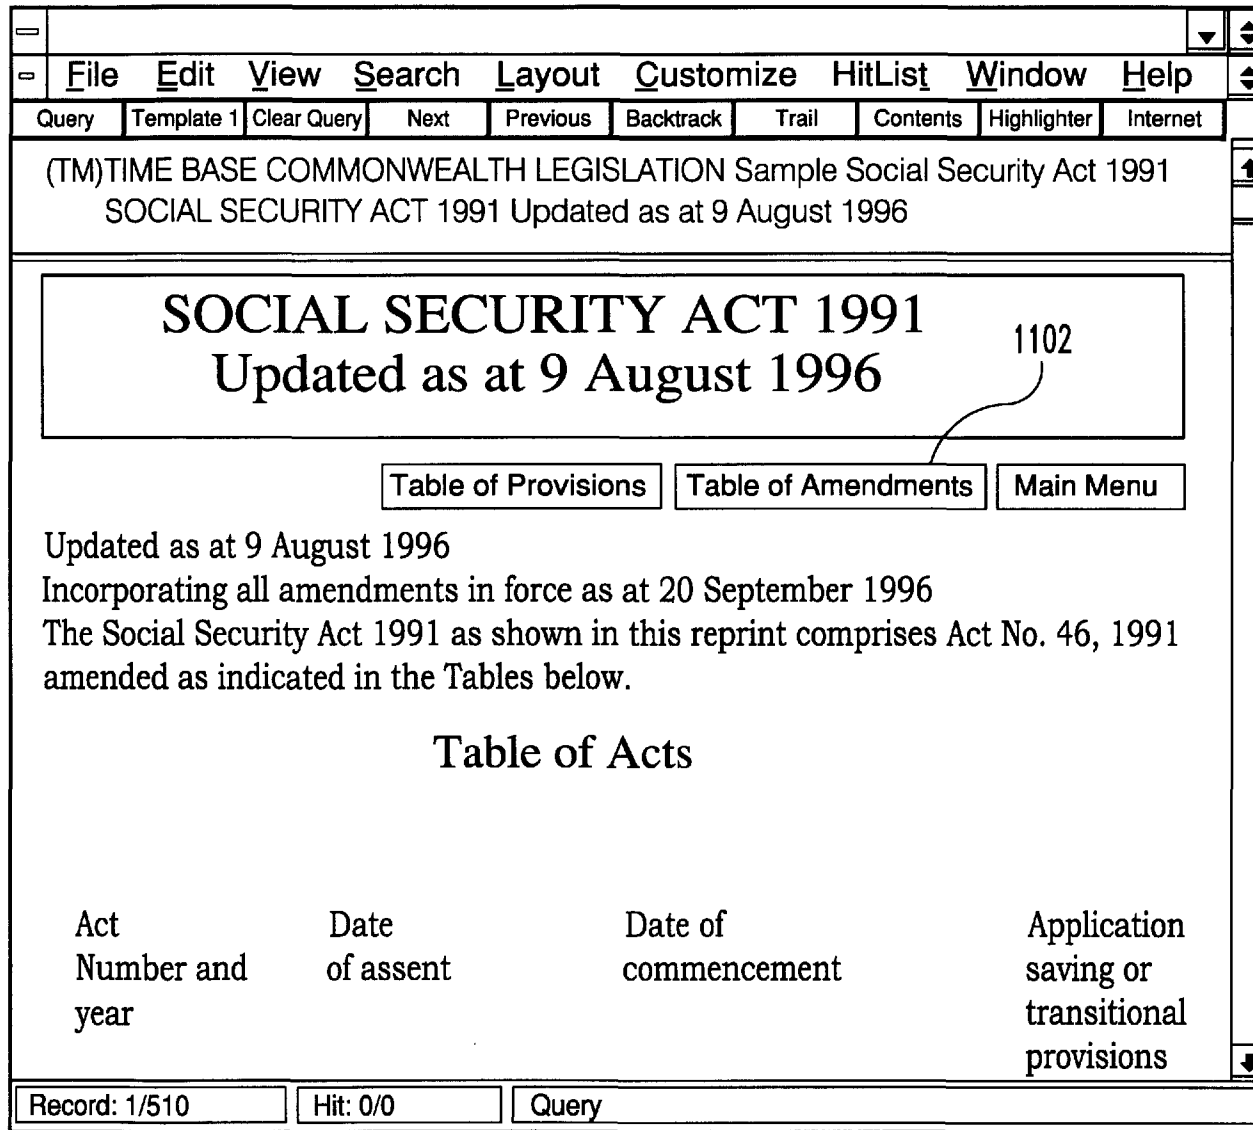 File Edit View Search Layout Customize HitList Window Help
Query Template 1 Clear Query Next Previous Backtrack Trail Contents Highlighter Internet
(TM)TIME BASE COMMONWEALTH LEGISLATION Sample Social Security Act 1991
SOCIAL SECURITY ACT 1991 Updated as at 9 August 1996
SOCIAL SECURITY ACT 1991
Updated as at 9 August 1996
1102
Table of Provisions Table of Amendments Main Menu
Updated as at 9 August 1996
Incorporating all amendments in force as at 20 September 1996
The Social Security Act 1991 as shown in this reprint comprises Act No. 46, 1991
amended as indicated in the Tables below.
Table of Acts
Act Date Date of Application
Number and of assent commencement saving or
year transitional
provisions
Record: 1/510 Hit: 0/0 Query